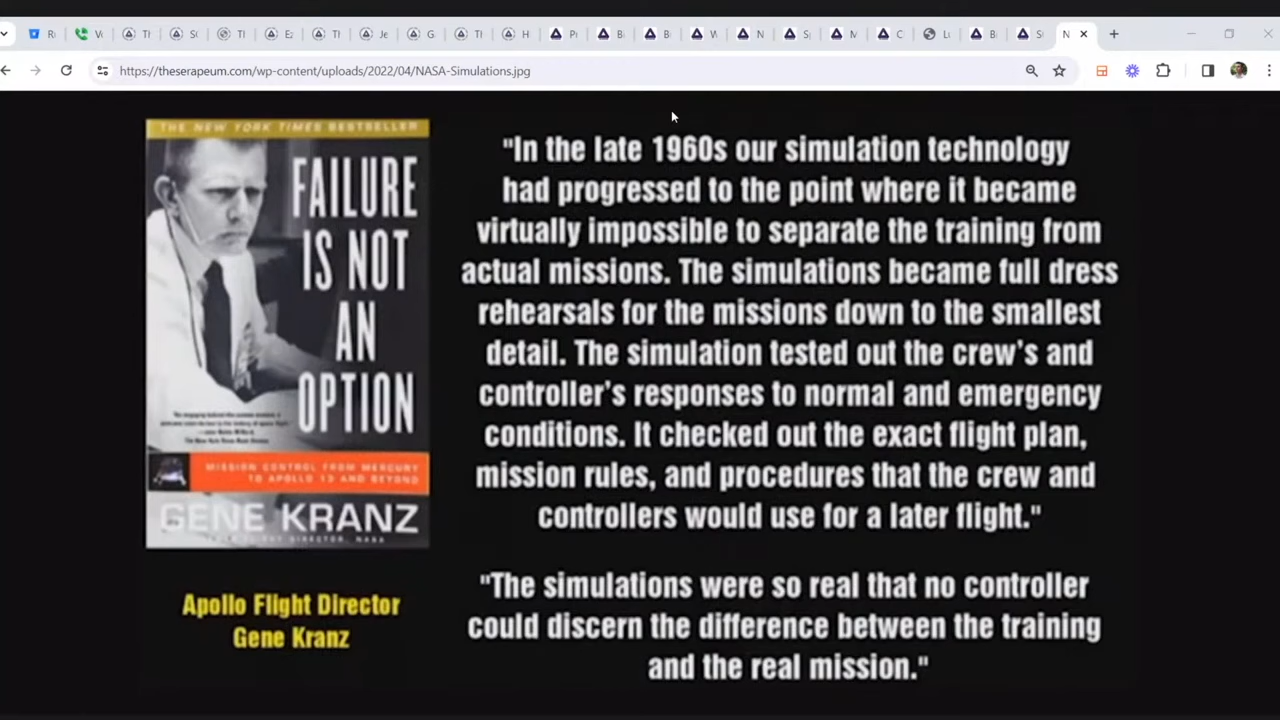 https://theserapeum.com/wp-content/uploads/2022/04/NASA-Simulations.jpg
THE NEW YORK TIMES BESTSELLER
FAILURE
IS NOT
AN
OPTION
MISSION CONTROL FROM MERCURY
TO APOLLO 13 AND BEYOND
GENE KRANZ
Apollo Flight Director
Gene Kranz
"In the late 1960s our simulation technology
had progressed to the point where it became
virtually impossible to separate the training from
actual missions. The simulations became full dress
rehearsals for the missions down to the smallest
detail. The simulation tested out the crew's and
controller's responses to normal and emergency
conditions. It checked out the exact flight plan,
mission rules, and procedures that the crew and
controllers would use for a later flight."
"The simulations were so real that no controller
could discern the difference between the training
and the real mission."